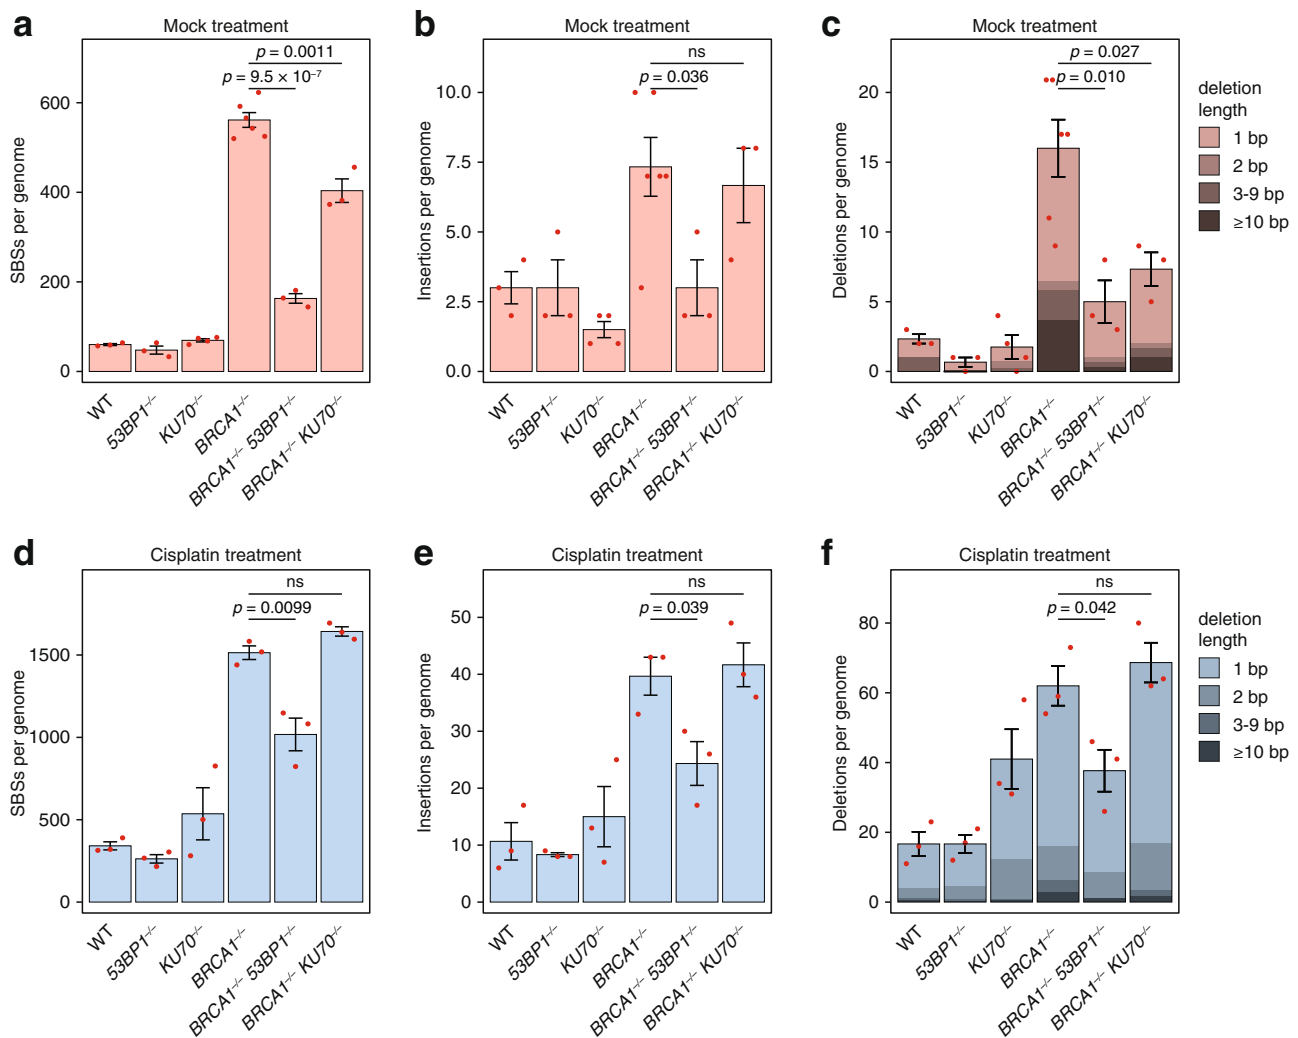 a
Mock treatment
p = 0.0011
p = 9.5 × 10⁻⁷
SBSs per genome
600
400
200
0
WT
53BP1⁻/⁻
KU70⁻/⁻
BRCA1⁻/⁻
BRCA1⁻/⁻ 53BP1⁻/⁻
BRCA1⁻/⁻ KU70⁻/⁻
b
Mock treatment
ns
p = 0.036
Insertions per genome
10.0
7.5
5.0
2.5
0.0
WT
53BP1⁻/⁻
KU70⁻/⁻
BRCA1⁻/⁻
BRCA1⁻/⁻ 53BP1⁻/⁻
BRCA1⁻/⁻ KU70⁻/⁻
c
Mock treatment
p = 0.027
p = 0.010
Deletions per genome
20
15
10
5
0
WT
53BP1⁻/⁻
KU70⁻/⁻
BRCA1⁻/⁻
BRCA1⁻/⁻ 53BP1⁻/⁻
BRCA1⁻/⁻ KU70⁻/⁻
deletion
length
1 bp
2 bp
3-9 bp
≥10 bp
d
Cisplatin treatment
ns
p = 0.0099
SBSs per genome
1500
1000
500
0
WT
53BP1⁻/⁻
KU70⁻/⁻
BRCA1⁻/⁻
BRCA1⁻/⁻ 53BP1⁻/⁻
BRCA1⁻/⁻ KU70⁻/⁻
e
Cisplatin treatment
ns
p = 0.039
Insertions per genome
50
40
30
20
10
0
WT
53BP1⁻/⁻
KU70⁻/⁻
BRCA1⁻/⁻
BRCA1⁻/⁻ 53BP1⁻/⁻
BRCA1⁻/⁻ KU70⁻/⁻
f
Cisplatin treatment
ns
p = 0.042
Deletions per genome
80
60
40
20
0
WT
53BP1⁻/⁻
KU70⁻/⁻
BRCA1⁻/⁻
BRCA1⁻/⁻ 53BP1⁻/⁻
BRCA1⁻/⁻ KU70⁻/⁻
deletion
length
1 bp
2 bp
3-9 bp
≥10 bp